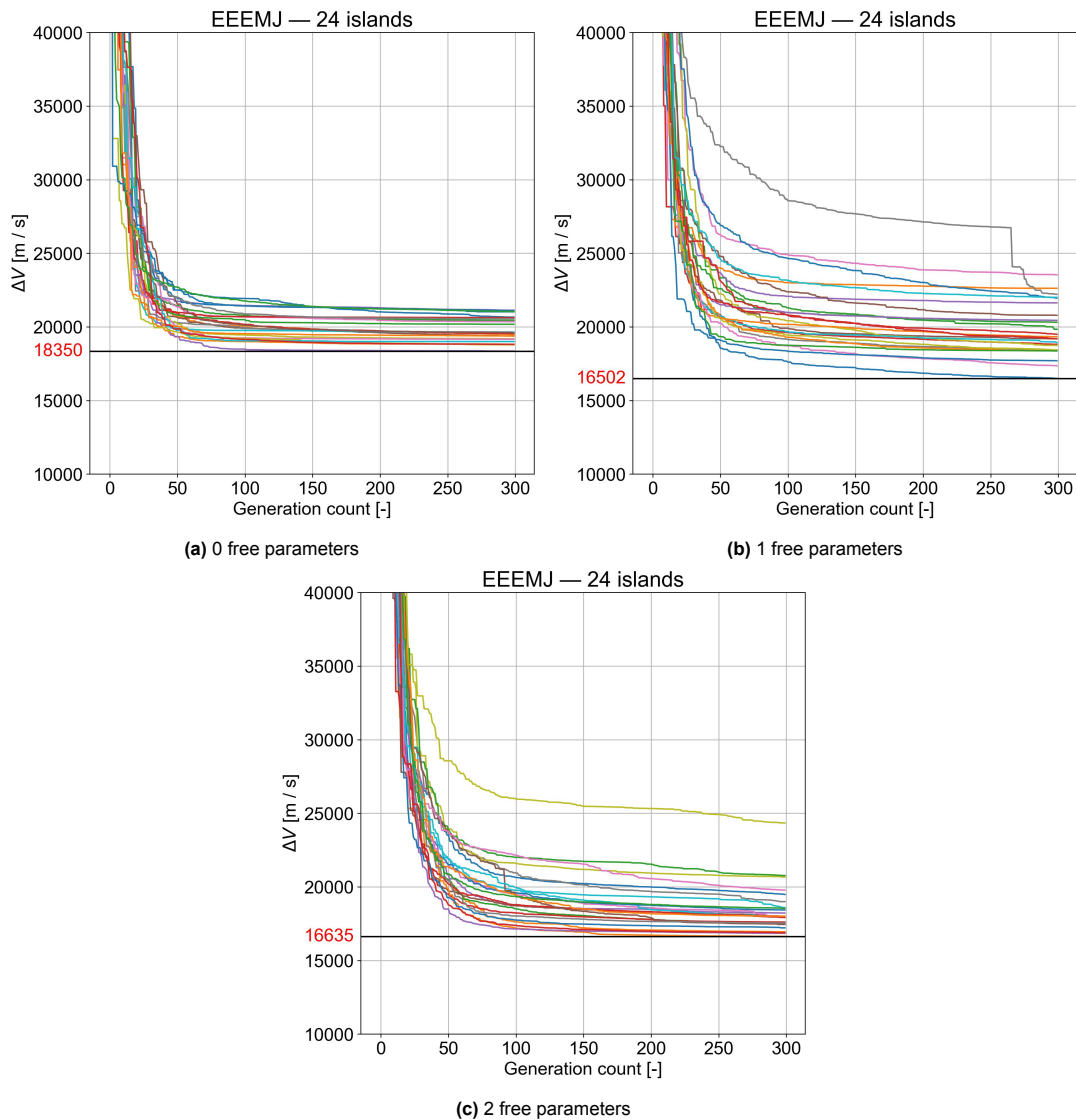 EEEMJ — 24 islands
40000
35000
30000
25000
20000
18350
15000
10000
ΔV [m / s]
0 50 100 150 200 250 300
Generation count [-]
(a) 0 free parameters
EEEMJ — 24 islands
40000
35000
30000
25000
20000
16502
15000
10000
ΔV [m / s]
0 50 100 150 200 250 300
Generation count [-]
(b) 1 free parameters
EEEMJ — 24 islands
40000
35000
30000
25000
20000
16635
15000
10000
ΔV [m / s]
0 50 100 150 200 250 300
Generation count [-]
(c) 2 free parameters